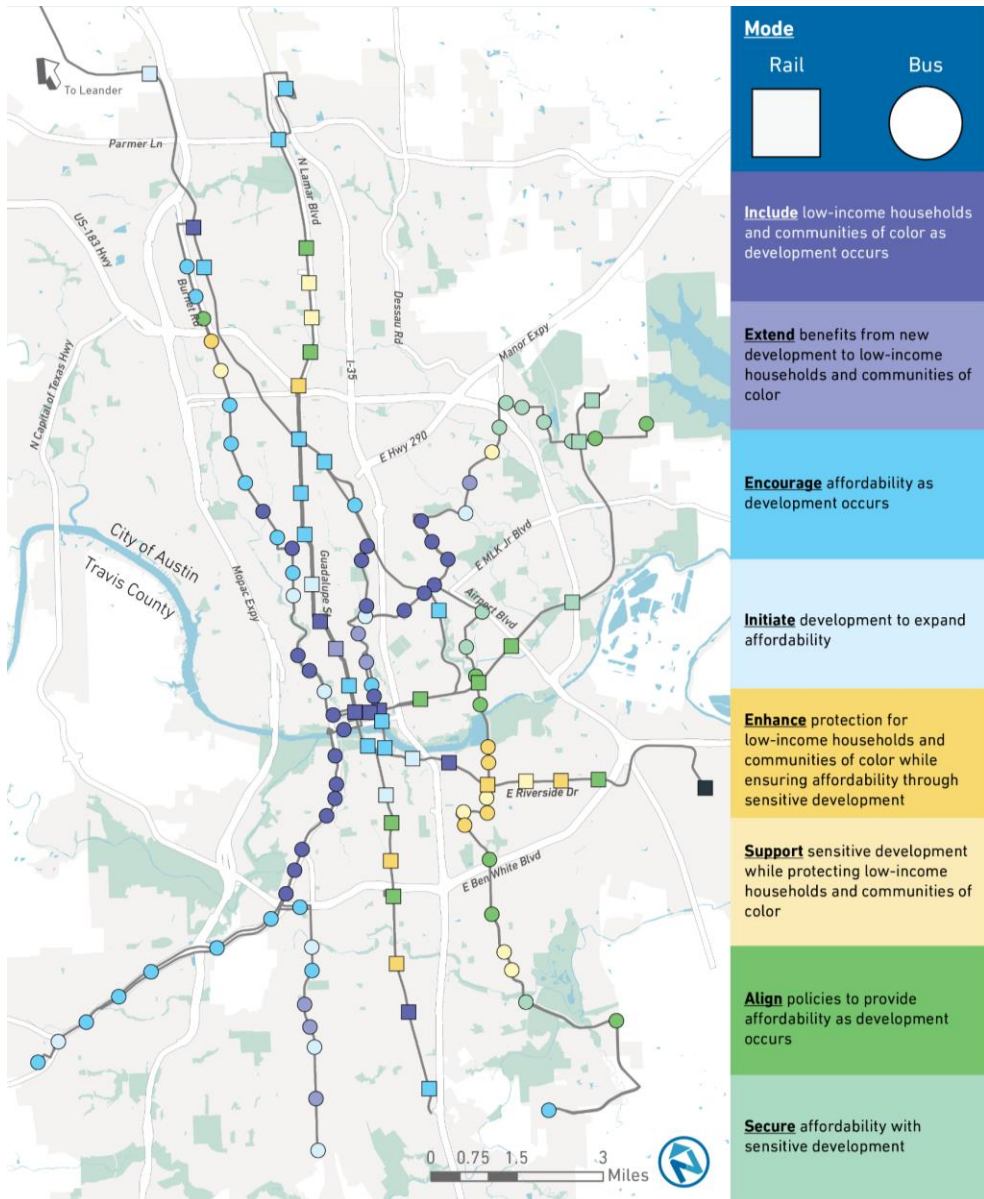 To Leander
Parmer Ln
N Lamar Blvd
US-183 Hwy
Burnet Rd
Dessau Rd
I-35
Manor Expy
N Capital of Texas Hwy
E Hwy 290
E MLK Jr Blvd
Airport Blvd
City of Austin
Travis County
Mopac Expy
Guadalupe St
E Riverside Dr
E Ben White Blvd
0 0.75 1.5 3
Miles
Mode
Rail Bus
Include low-income households
and communities of color as
development occurs
Extend benefits from new
development to low-income
households and communities of
color
Encourage affordability as
development occurs
Initiate development to expand
affordability
Enhance protection for
low-income households and
communities of color while
ensuring affordability through
sensitive development
Support sensitive development
while protecting low-income
households and communities of
color
Align policies to provide
affordability as development
occurs
Secure affordability with
sensitive development